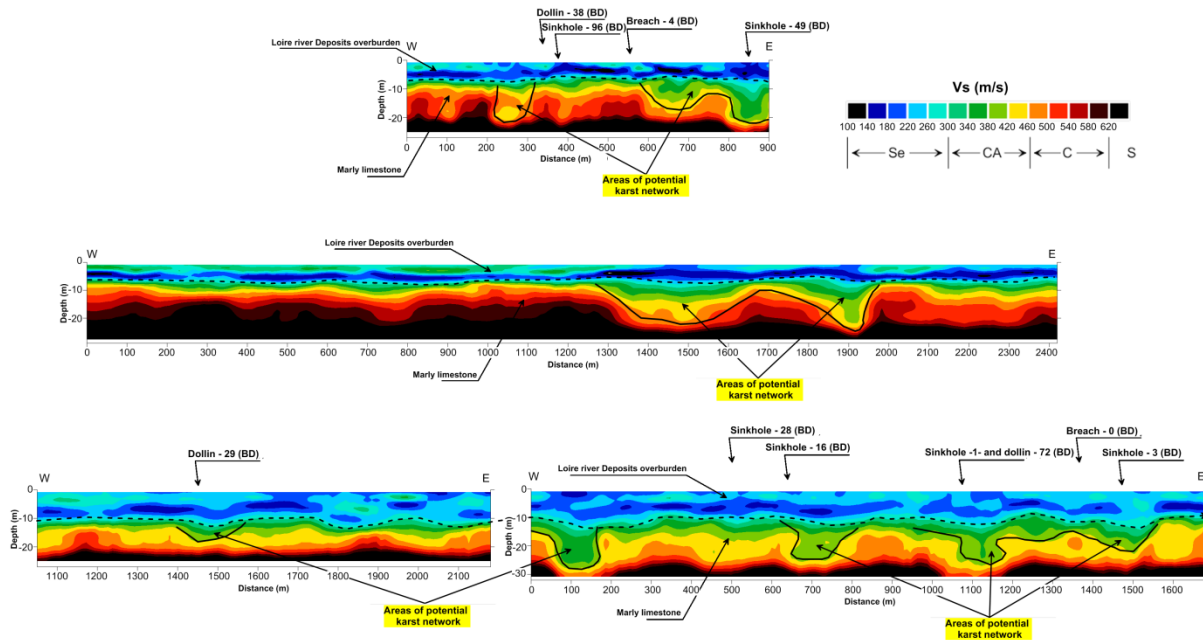 Dollin - 38 (BD)
Sinkhole - 96 (BD)
Breach - 4 (BD)
Sinkhole - 49 (BD)
Loire river Deposits overburden
W
E
0
-10
-20
Depth (m)
0 100 200 300 400 500 600 700 800 900
Distance (m)
Marly limestone
Areas of potential
karst network
Vs (m/s)
100 140 180 220 260 300 340 380 420 460 500 540 580 620
Se
CA
C
S
Loire river Deposits overburden
W
E
0
-10
-20
Depth (m)
0 100 200 300 400 500 600 700 800 900 1000 1100 1200 1300 1400 1500 1600 1700 1800 1900 2000 2100 2200 2300 2400
Distance (m)
Marly limestone
Areas of potential
karst network
Dollin - 29 (BD)
W
E
0
-10
-20
Depth (m)
1100 1200 1300 1400 1500 1600 1700 1800 1900 2000 2100
Distance (m)
Areas of potential
karst network
Sinkhole - 28 (BD)
Sinkhole - 16 (BD)
Breach - 0 (BD)
Sinkhole -1- and dollin - 72 (BD)
Sinkhole - 3 (BD)
Loire river Deposits overburden
W
E
0
-10
-20
-30
Depth (m)
0 100 200 300 400 500 600 700 800 900 1000 1100 1200 1300 1400 1500 1600
Distance (m)
Marly limestone
Areas of potential
karst network